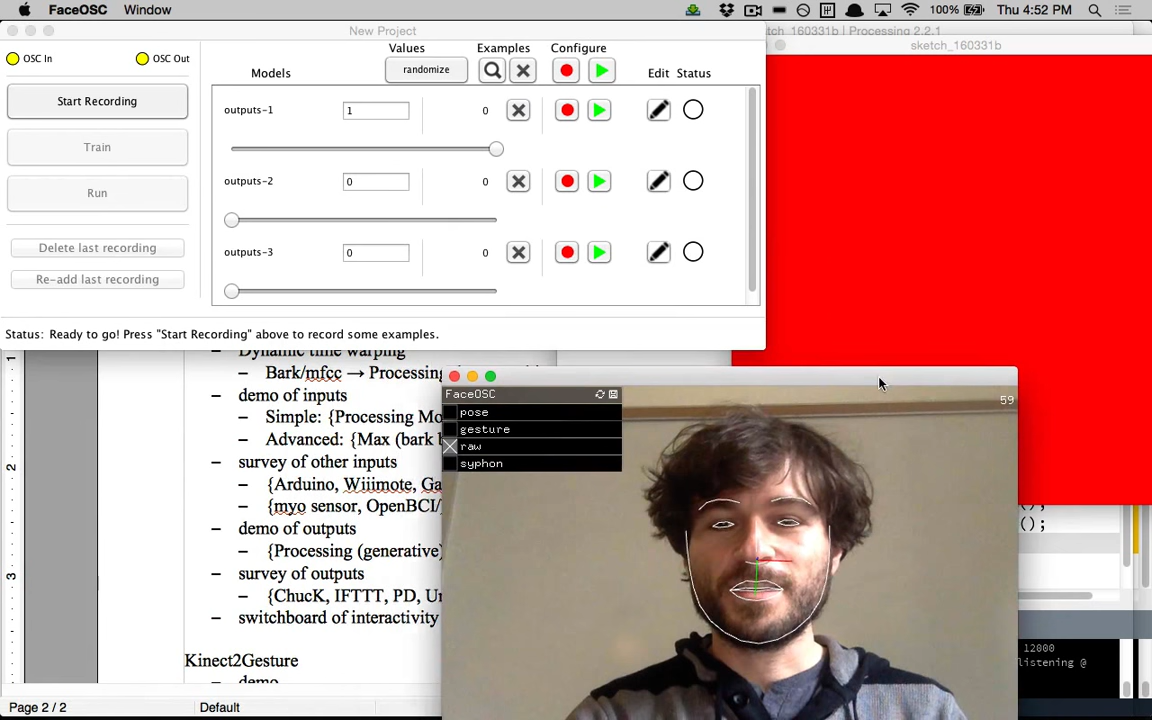 FaceOSC Window 100% Thu 4:52 PM
New Project
sketch_160331b | Processing 2.2.1
sketch_160331b
OSC In OSC Out
Values Examples Configure
Models randomize Edit Status
Start Recording
outputs-1 1 0
Train
outputs-2 0 0
Run
Delete last recording
outputs-3 0 0
Re-add last recording
Status: Ready to go! Press "Start Recording" above to record some examples.
1
2
3
– Dynamic time warping
– Bark/mfcc → Processing
– demo of inputs
– Simple: {Processing Mo
– Advanced: {Max (bark b
– survey of other inputs
– {Arduino, Wiiimote, Ga
– {myo sensor, OpenBCI/
– demo of outputs
– {Processing (generative)
– survey of outputs
– {ChucK, IFTTT, PD, Un
– switchboard of interactivity
Kinect2Gesture
– demo
Page 2 / 2 Default
FaceOSC
pose
gesture
raw
syphon
59
();
();
12000
listening @